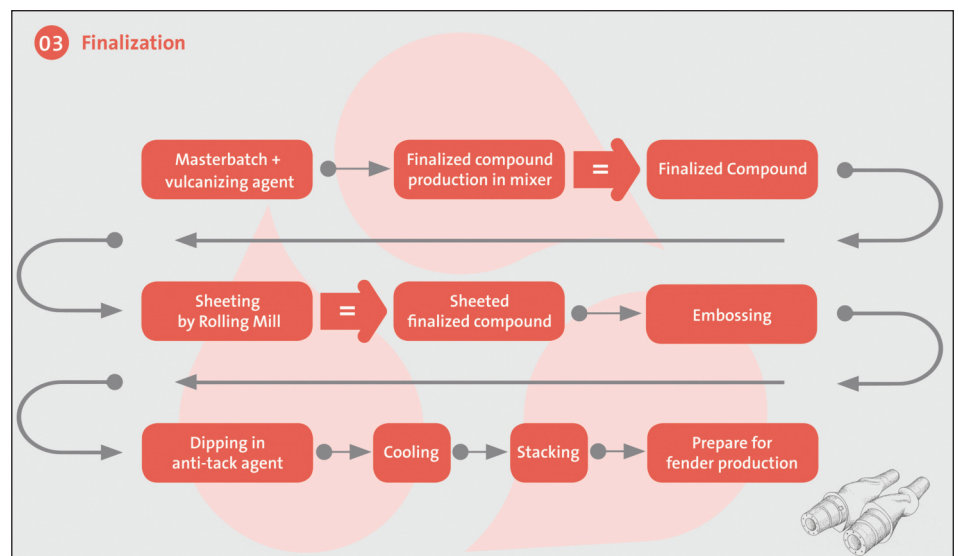 03 Finalization
Masterbatch +
vulcanizing agent
Finalized compound
production in mixer
=
Finalized Compound
Sheeting
by Rolling Mill
=
Sheeted
finalized compound
Embossing
Dipping in
anti-tack agent
Cooling
Stacking
Prepare for
fender production